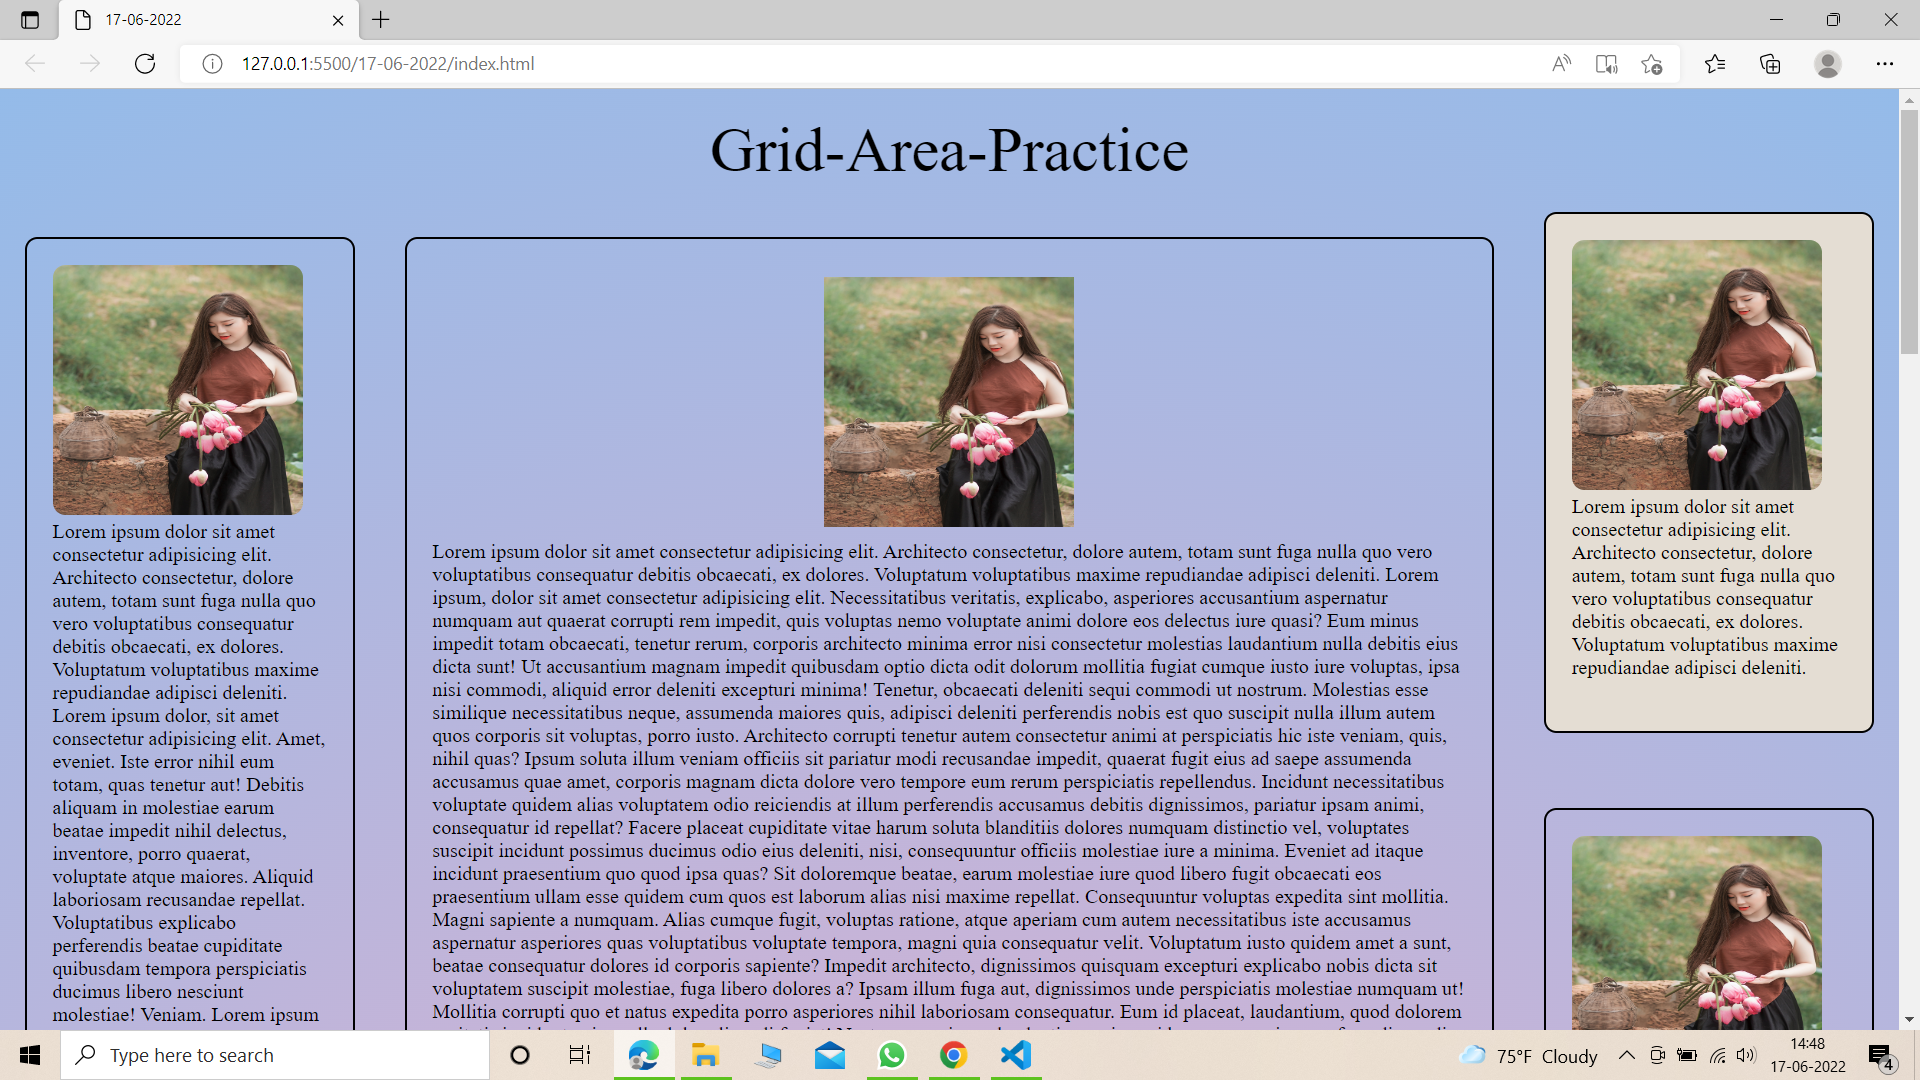 17-06-2022
127.0.0.1:5500/17-06-2022/index.html
Grid-Area-Practice
Lorem ipsum dolor sit amet
consectetur adipisicing elit.
Architecto consectetur, dolore
autem, totam sunt fuga nulla quo
vero voluptatibus consequatur
debitis obcaecati, ex dolores.
Voluptatum voluptatibus maxime
repudiandae adipisci deleniti.
Lorem ipsum dolor, sit amet
consectetur adipisicing elit. Amet,
eveniet. Iste error nihil eum
totam, quas tenetur aut! Debitis
aliquam in molestiae earum
beatae impedit nihil delectus,
inventore, porro quaerat,
voluptate atque maiores. Aliquid
laboriosam recusandae repellat.
Voluptatibus explicabo
perferendis beatae cupiditate
quibusdam tempora perspiciatis
ducimus libero nesciunt
molestiae! Veniam. Lorem ipsum
Lorem ipsum dolor sit amet consectetur adipisicing elit. Architecto consectetur, dolore autem, totam sunt fuga nulla quo vero
voluptatibus consequatur debitis obcaecati, ex dolores. Voluptatum voluptatibus maxime repudiandae adipisci deleniti. Lorem
ipsum, dolor sit amet consectetur adipisicing elit. Necessitatibus veritatis, explicabo, asperiores accusantium aspernatur
numquam aut quaerat corrupti rem impedit, quis voluptas nemo voluptate animi dolore eos delectus iure quasi? Eum minus
impedit totam obcaecati, tenetur rerum, corporis architecto minima error nisi consectetur molestias laudantium nulla debitis eius
dicta sunt! Ut accusantium magnam impedit quibusdam optio dicta odit dolorum mollitia fugiat cumque iusto iure voluptas, ipsa
nisi commodi, aliquid error deleniti excepturi minima! Tenetur, obcaecati deleniti sequi commodi ut nostrum. Molestias esse
similique necessitatibus neque, assumenda maiores quis, adipisci deleniti perferendis nobis est quo suscipit nulla illum autem
quos corporis sit voluptas, porro iusto. Architecto corrupti tenetur autem consectetur animi at perspiciatis hic iste veniam, quis,
nihil quas? Ipsum soluta illum veniam officiis sit pariatur modi recusandae impedit, quaerat fugit eius ad saepe assumenda
accusamus quae amet, corporis magnam dicta dolore vero tempore eum rerum perspiciatis repellendus. Incidunt necessitatibus
voluptate quidem alias voluptatem odio reiciendis at illum perferendis accusamus debitis dignissimos, pariatur ipsam animi,
consequatur id repellat? Facere placeat cupiditate vitae harum soluta blanditiis dolores numquam distinctio vel, voluptates
suscipit incidunt possimus ducimus odio eius deleniti, nisi, consequuntur officiis molestiae iure a minima. Eveniet ad itaque
incidunt praesentium quo quod ipsa quas? Sit doloremque beatae, earum molestiae iure quod libero fugit obcaecati eos
praesentium ullam esse quidem cum quos est laborum alias nisi maxime repellat. Consequuntur voluptas expedita sint mollitia.
Magni sapiente a numquam. Alias cumque fugit, voluptas ratione, atque aperiam cum autem necessitatibus iste accusamus
aspernatur asperiores quas voluptatibus voluptate tempora, magni quia consequatur velit. Voluptatum iusto quidem amet a sunt,
beatae consequatur dolores id corporis sapiente? Impedit architecto, dignissimos quisquam excepturi explicabo nobis dicta sit
voluptatem suscipit molestiae, fuga libero dolores a? Ipsam illum fuga aut, dignissimos unde perspiciatis molestiae numquam ut!
Mollitia corrupti quo et natus expedita porro asperiores nihil laboriosam consequatur. Eum id placeat, laudantium, quod dolorem
Lorem ipsum dolor sit amet
consectetur adipisicing elit.
Architecto consectetur, dolore
autem, totam sunt fuga nulla quo
vero voluptatibus consequatur
debitis obcaecati, ex dolores.
Voluptatum voluptatibus maxime
repudiandae adipisci deleniti.
Type here to search
75°F Cloudy
14:48
17-06-2022
4